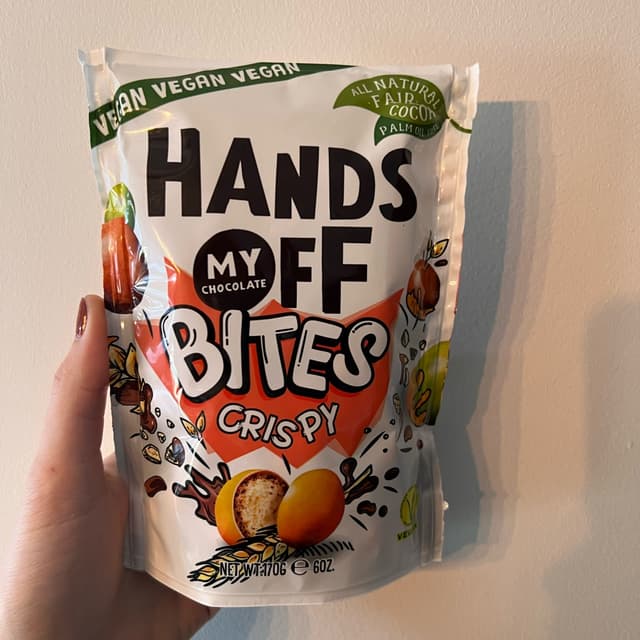 VEGAN VEGAN VEGAN
ALL NATURAL
FAIR
COCOA
PALM OIL
HANDS
OFF
MY
CHOCOLATE
BITES
CRISPY
NET WT.170G e 6OZ.